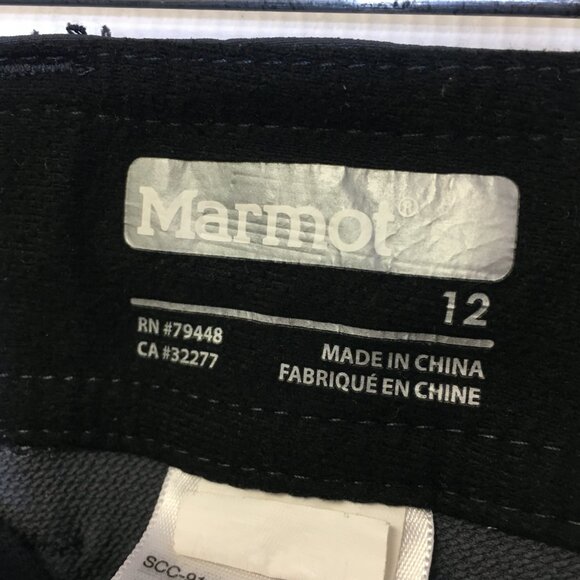 Marmot®
12
RN #79448
CA #32277
MADE IN CHINA
FABRIQUÉ EN CHINE